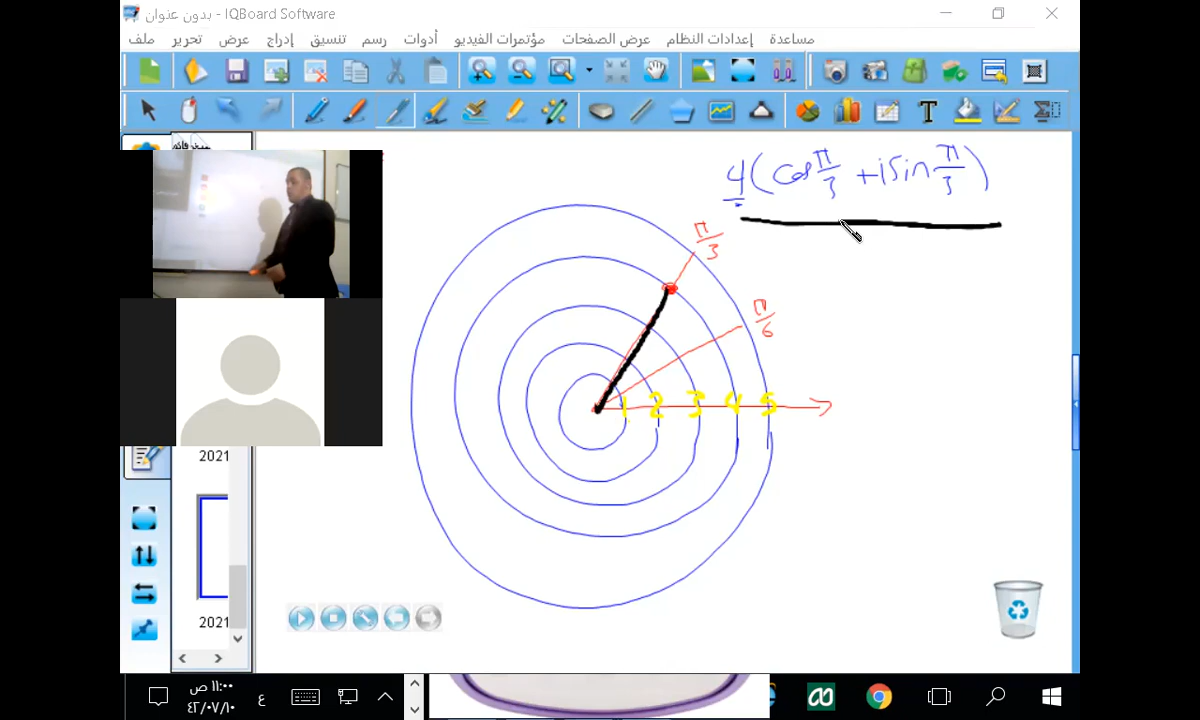 بدون عنوان - IQBoard Software
ملف تحرير عرض إدراج تنسيق رسم أدوات مؤتمرات الفيديو عرض الصفحات إعدادات النظام مساعدة
4(cos π/3 + i sin π/3)
π/3
π/6
1 2 3 4 5
2021
2021
١١:٠٠ ص
ع
٤٢/٠٧/١٠